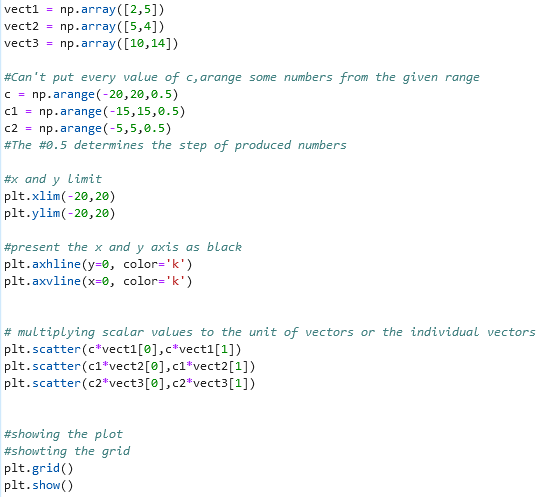 vect1 = np.array([2,5])
vect2 = np.array([5,4])
vect3 = np.array([10,14])
#Can't put every value of c,arange some numbers from the given range
c = np.arange(-20,20,0.5)
c1 = np.arange(-15,15,0.5)
c2 = np.arange(-5,5,0.5)
#The #0.5 determines the step of produced numbers
#x and y limit
plt.xlim(-20,20)
plt.ylim(-20,20)
#present the x and y axis as black
plt.axhline(y=0, color='k')
plt.axvline(x=0, color='k')
# multiplying scalar values to the unit of vectors or the individual vectors
plt.scatter(c*vect1[0],c*vect1[1])
plt.scatter(c1*vect2[0],c1*vect2[1])
plt.scatter(c2*vect3[0],c2*vect3[1])
#showing the plot
#showting the grid
plt.grid()
plt.show()